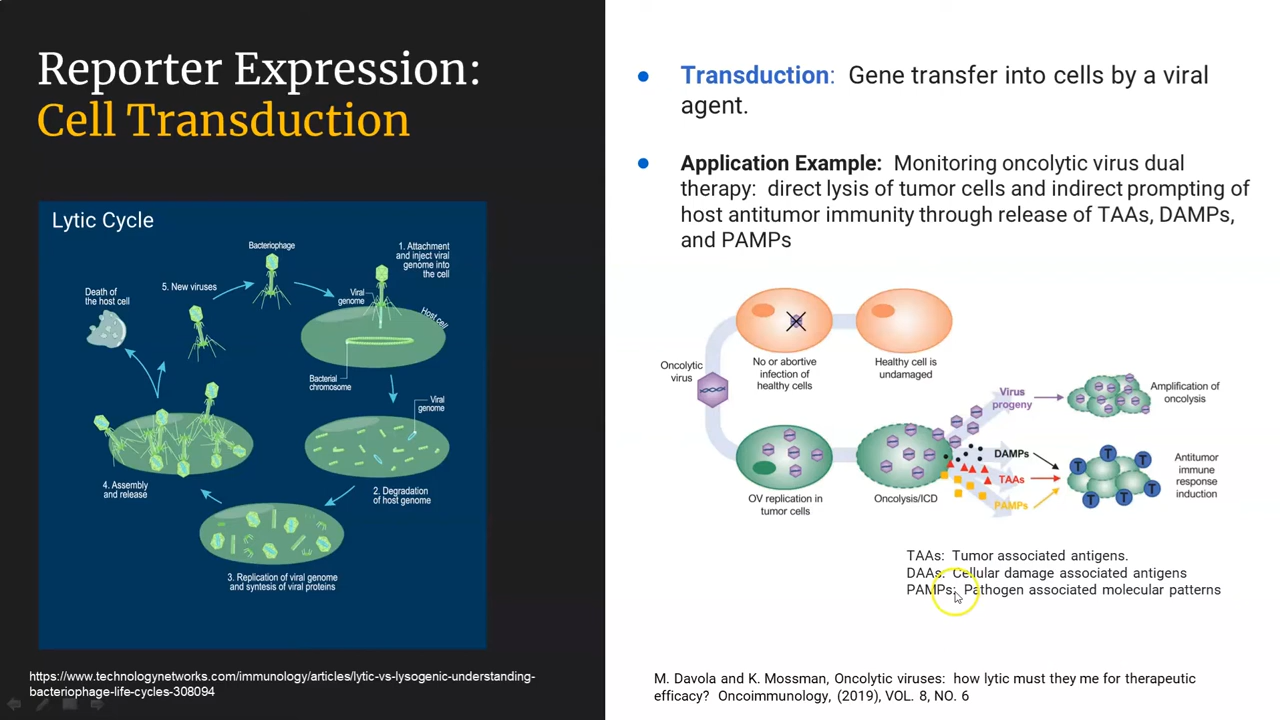 Reporter Expression:
Cell Transduction
Lytic Cycle
Bacteriophage
1. Attachment
and inject viral
genome into
the cell
Viral
genome
Host cell
Bacterial
chromosome
5. New viruses
Death of
the host cell
Viral
genome
4. Assembly
and release
2. Degradation
of host genome
3. Replication of viral genome
and syntesis of viral proteins
https://www.technologynetworks.com/immunology/articles/lytic-vs-lysogenic-understanding-
bacteriophage-life-cycles-308094
● Transduction: Gene transfer into cells by a viral
agent.
● Application Example: Monitoring oncolytic virus dual
therapy: direct lysis of tumor cells and indirect prompting of
host antitumor immunity through release of TAAs, DAMPs,
and PAMPs
Oncolytic
virus
No or abortive
infection of
healthy cells
Healthy cell is
undamaged
Virus
progeny
Amplification of
oncolysis
DAMPs
TAAs
PAMPs
T
T
T
T
T
T
Antitumor
immune
response
induction
OV replication in
tumor cells
Oncolysis/ICD
TAAs: Tumor associated antigens.
DAAs: Cellular damage associated antigens
PAMPs: Pathogen associated molecular patterns
M. Davola and K. Mossman, Oncolytic viruses: how lytic must they me for therapeutic
efficacy? Oncoimmunology, (2019), VOL. 8, NO. 6